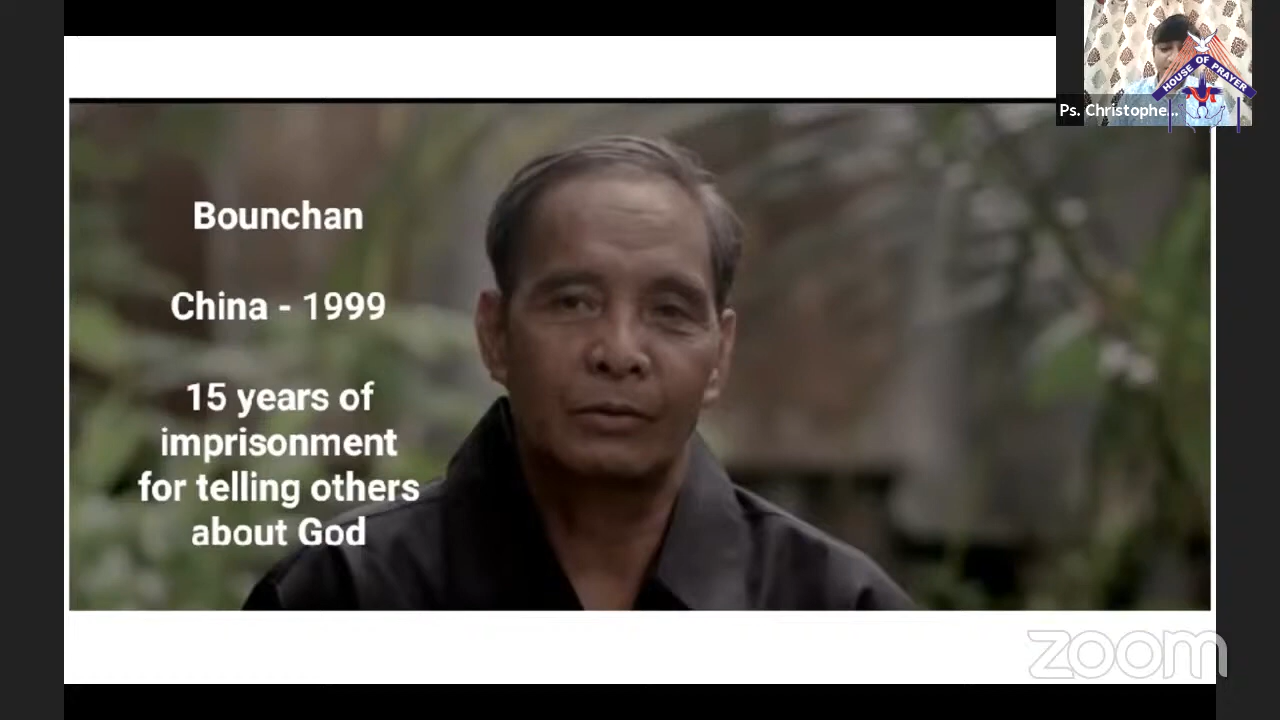 Bounchan
China - 1999
15 years of
imprisonment
for telling others
about God
Ps. Christophe...
HOUSE OF PRAYER
zoom